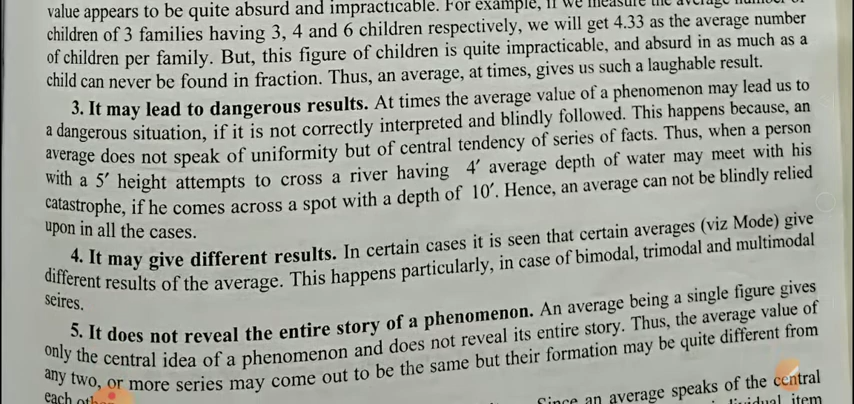 value appears to be quite absurd and impracticable. For example, if we measure the average number of
children of 3 families having 3, 4 and 6 children respectively, we will get 4.33 as the average number
of children per family. But, this figure of children is quite impracticable, and absurd in as much as a
child can never be found in fraction. Thus, an average, at times, gives us such a laughable result.
3. It may lead to dangerous results. At times the average value of a phenomenon may lead us to
a dangerous situation, if it is not correctly interpreted and blindly followed. This happens because, an
average does not speak of uniformity but of central tendency of series of facts. Thus, when a person
with a 5′ height attempts to cross a river having 4′ average depth of water may meet with his
catastrophe, if he comes across a spot with a depth of 10′. Hence, an average can not be blindly relied
upon in all the cases.
4. It may give different results. In certain cases it is seen that certain averages (viz Mode) give
different results of the average. This happens particularly, in case of bimodal, trimodal and multimodal
seires.
5. It does not reveal the entire story of a phenomenon. An average being a single figure gives
only the central idea of a phenomenon and does not reveal its entire story. Thus, the average value of
any two, or more series may come out to be the same but their formation may be quite different from
each
Since an average speaks of the central
item